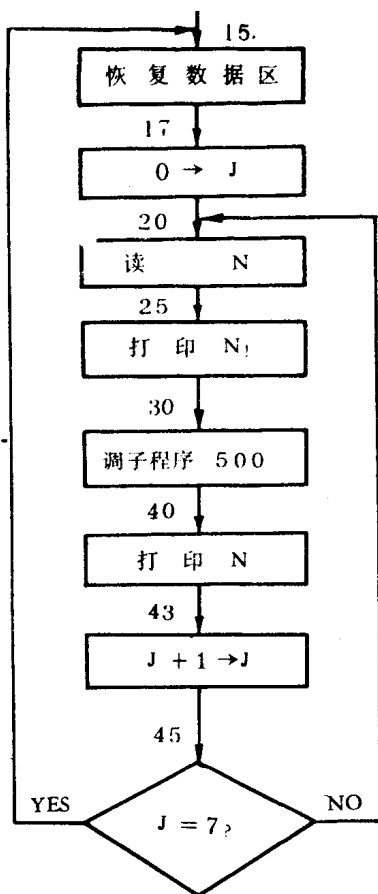 15.
恢复数据区
17
0 → J
20
读 N
25
打印 N!
30
调子程序 500
40
打印 N
43
J + 1 → J
45
YES
J = 7?
NO